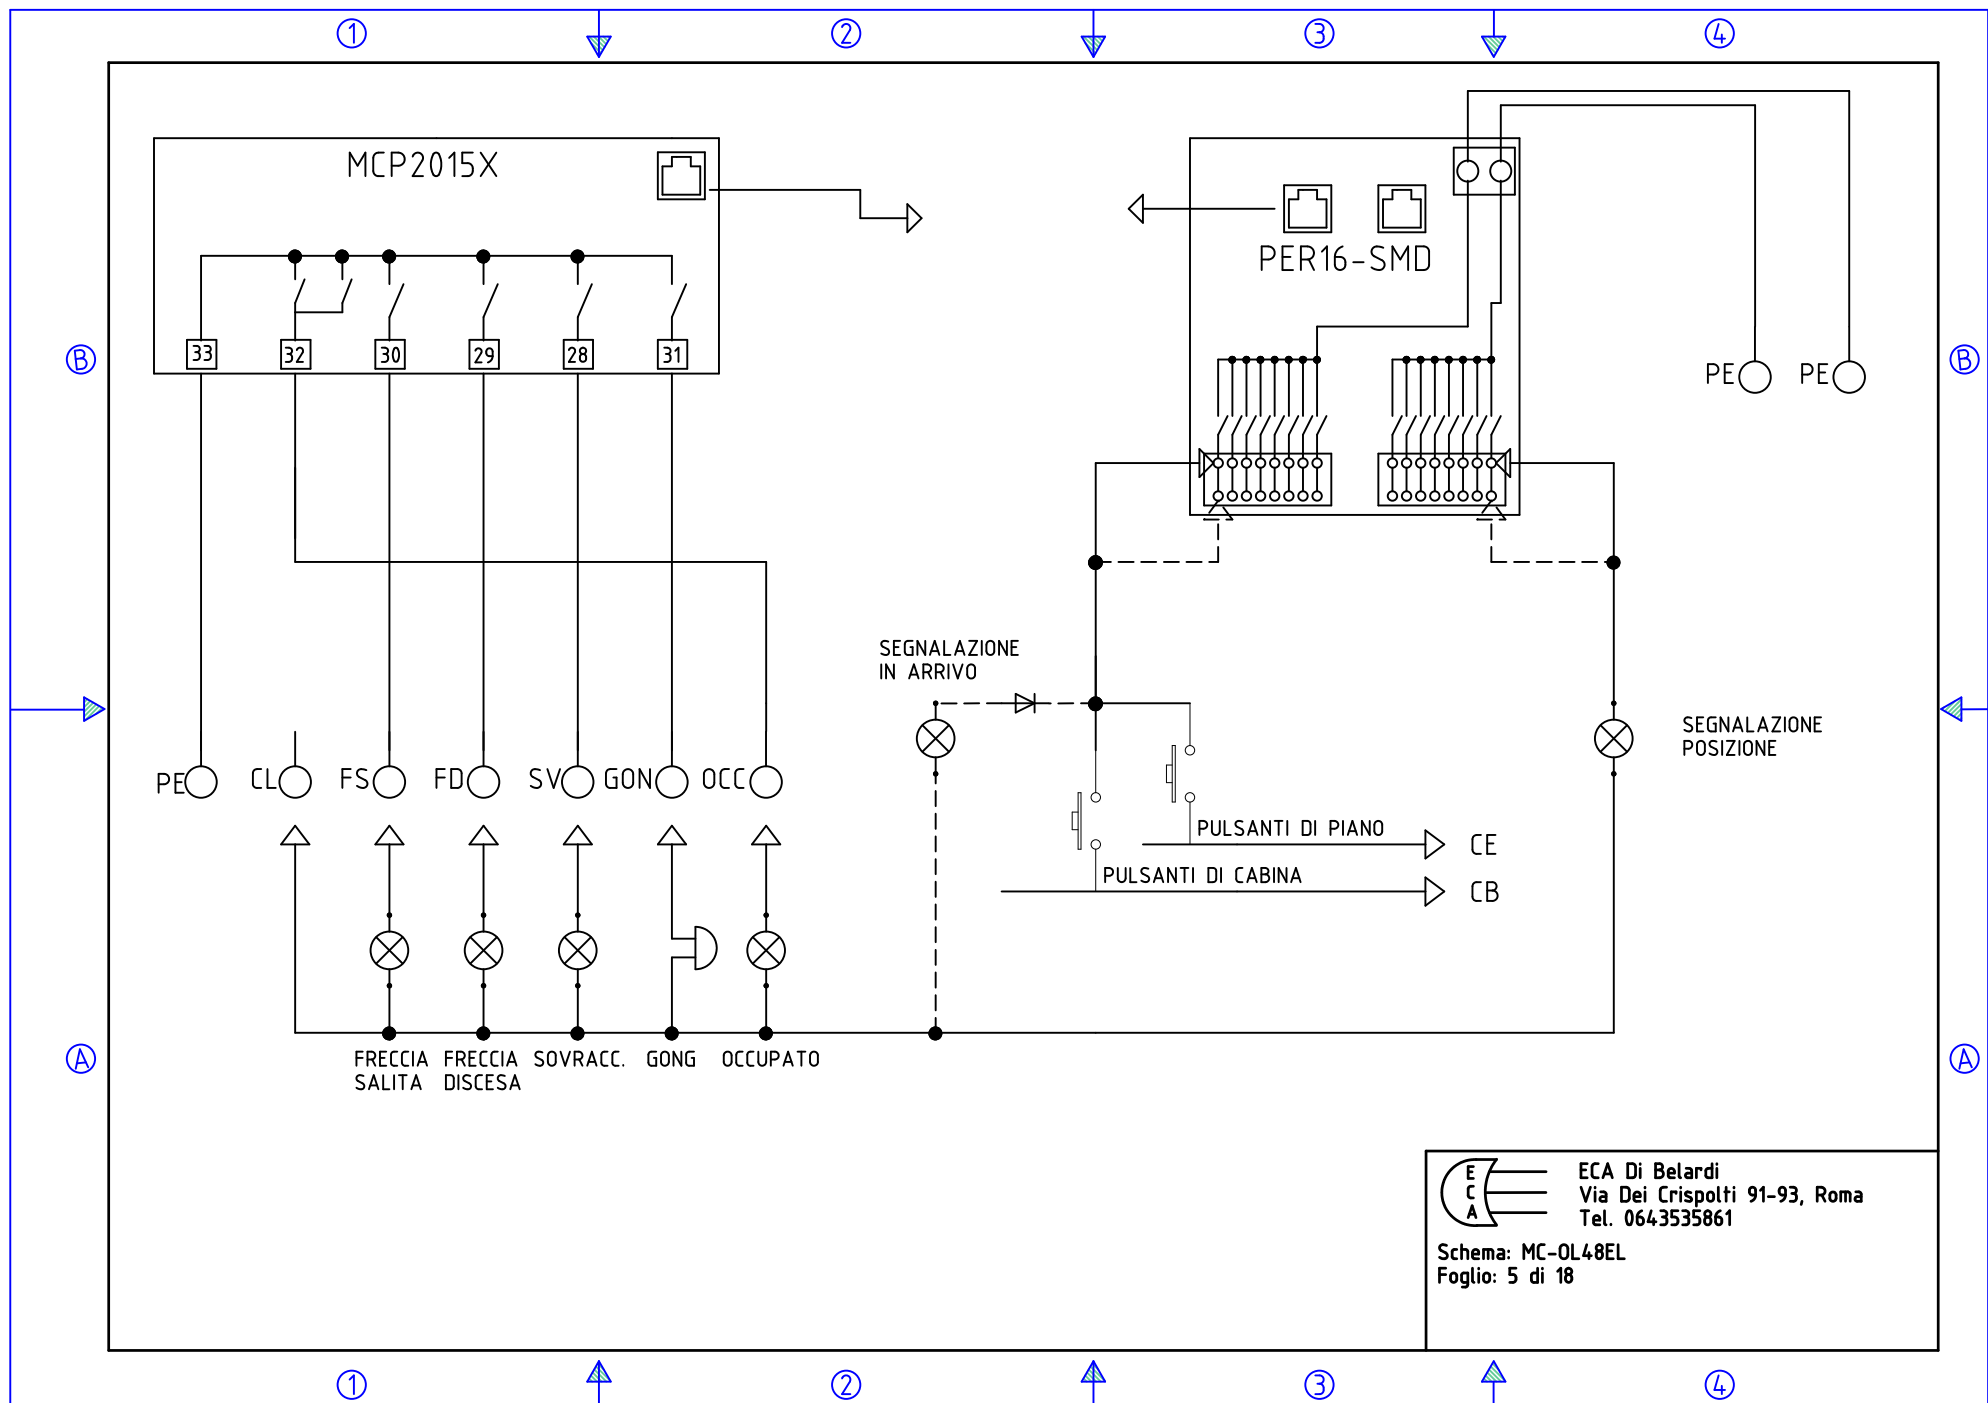 1 2 3 4
MCP2015X
PER16-SMD
33 32 30 29 28 31
B B
PE PE
SEGNALAZIONE
IN ARRIVO
SEGNALAZIONE
POSIZIONE
PE CL FS FD SV GON OCC
PULSANTI DI PIANO CE
PULSANTI DI CABINA CB
A A
FRECCIA
SALITA
FRECCIA
DISCESA
SOVRACC.
GONG
OCCUPATO
E
C
A
ECA Di Belardi
Via Dei Crispolti 91-93, Roma
Tel. 0643535861
Schema: MC-OL48EL
Foglio: 5 di 18
1 2 3 4